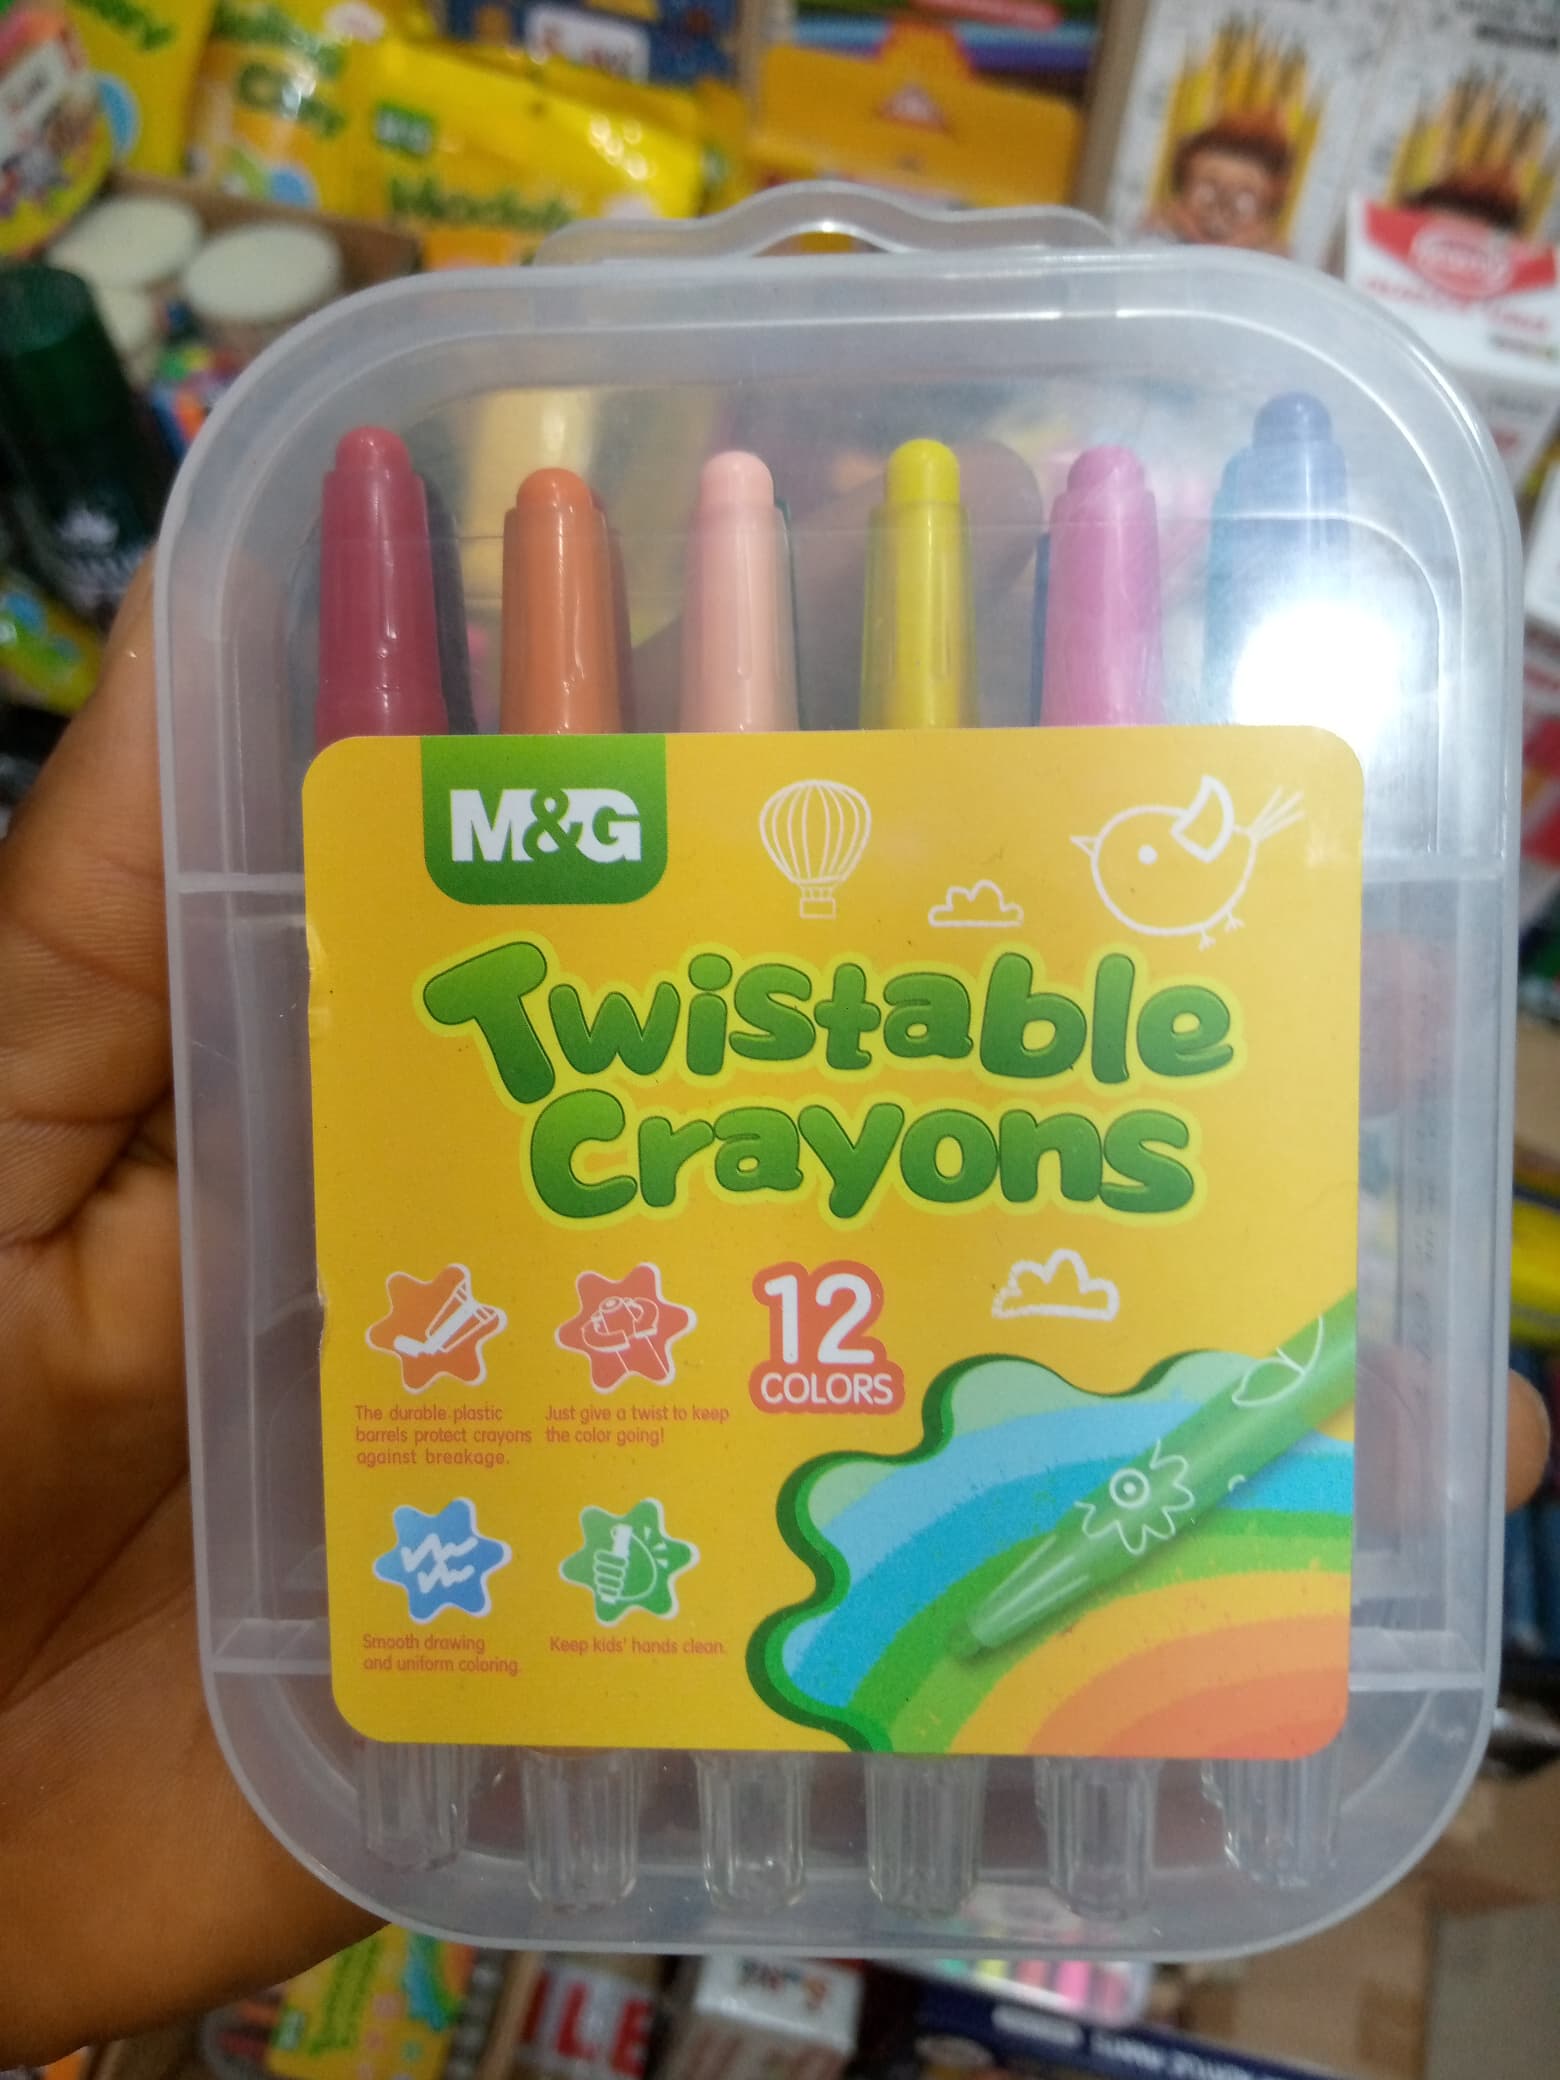 Clay
M&G
Twistable
Crayons
12
COLORS
The durable plastic
barrels protect crayons
against breakage.
Just give a twist to keep
the color going!
Smooth drawing
and uniform coloring
Keep kids' hands clean.